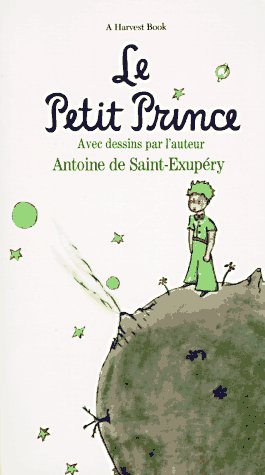 A Harvest Book
Le
Petit Prince
Avec dessins par l'auteur
Antoine de Saint-Exupéry